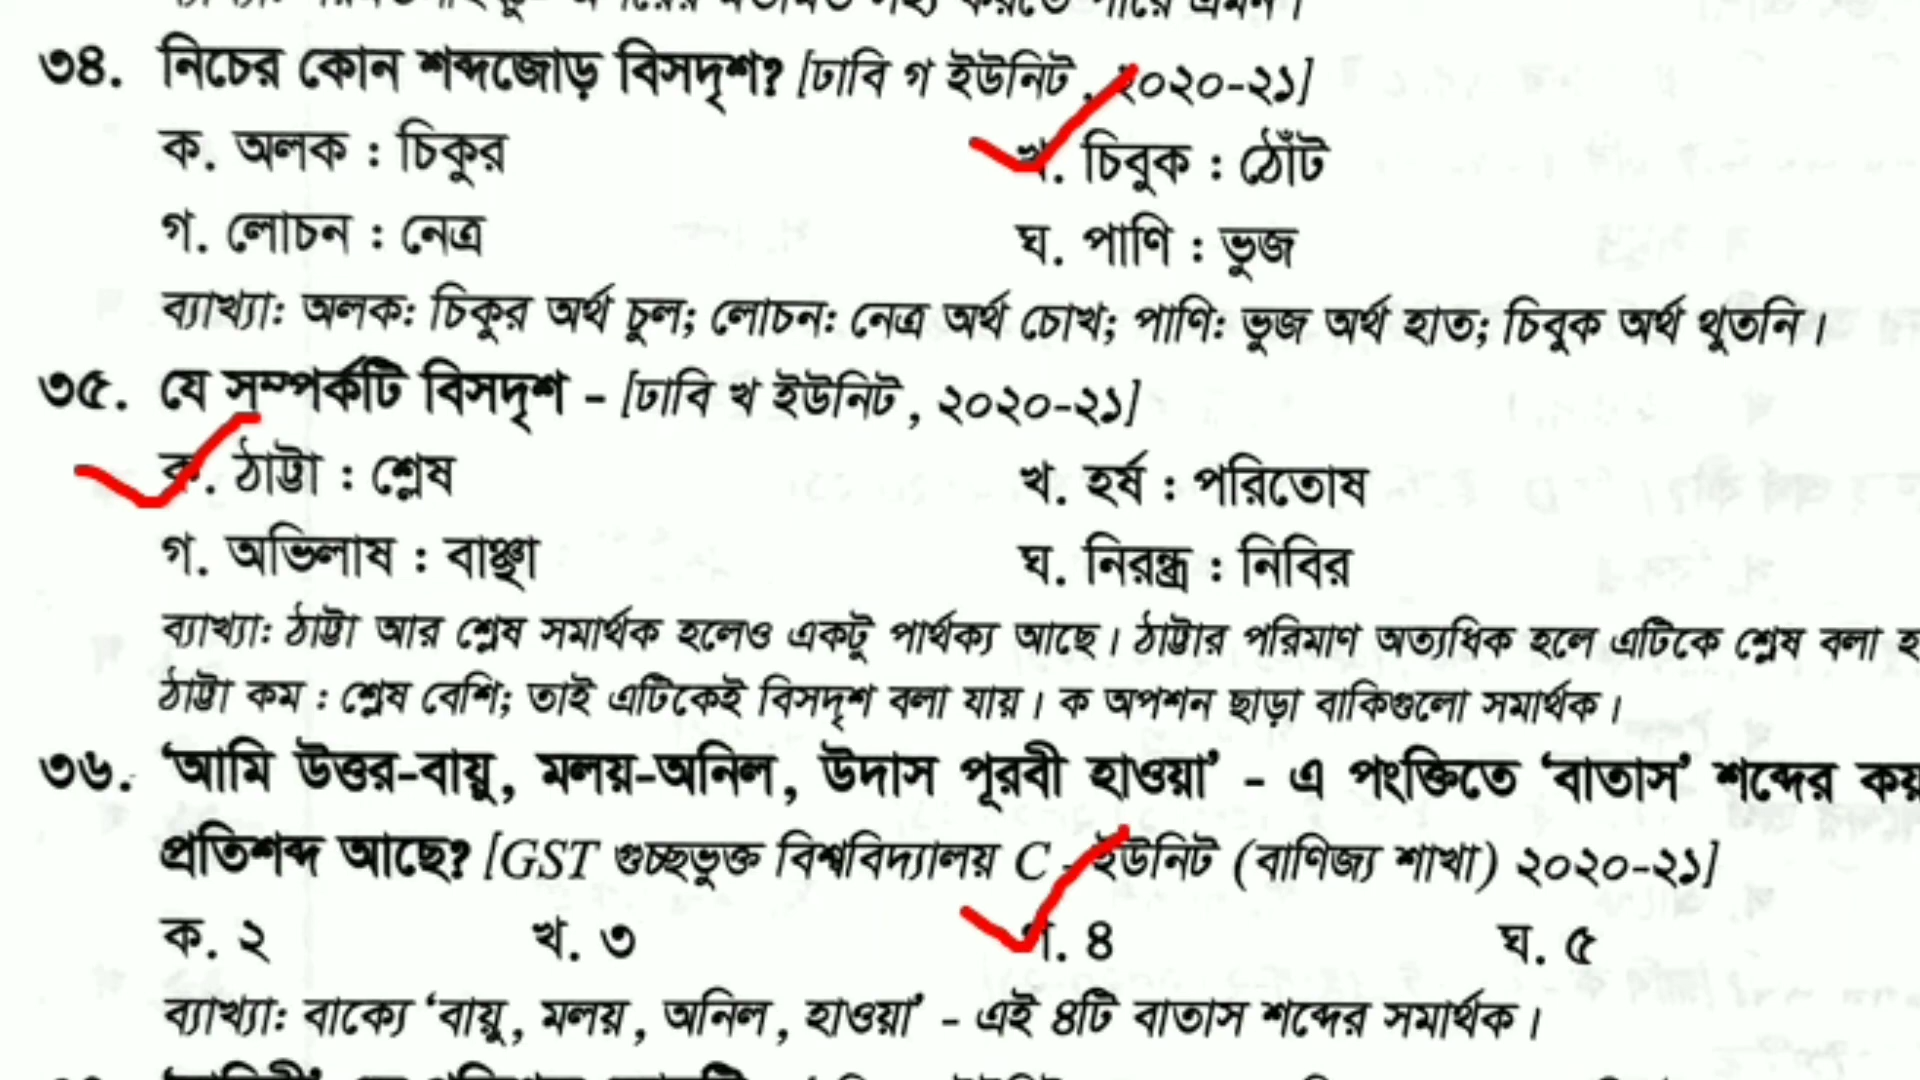 ৩৪. নিচের কোন শব্দজোড় বিসদৃশ? [ঢাবি গ ইউনিট , ২০২০-২১]
ক. অলক : চিকুর খ. চিবুক : ঠোঁট
গ. লোচন : নেত্র ঘ. পাণি : ভুজ
ব্যাখ্যা: অলক: চিকুর অর্থ চুল; লোচন: নেত্র অর্থ চোখ; পাণি: ভুজ অর্থ হাত; চিবুক অর্থ থুতনি।
৩৫. যে সম্পর্কটি বিসদৃশ - [ঢাবি খ ইউনিট , ২০২০-২১]
ক. ঠাট্টা : শ্লেষ খ. হর্ষ : পরিতোষ
গ. অভিলাষ : বাঞ্ছা ঘ. নিরন্ধ্র : নিবির
ব্যাখ্যা: ঠাট্টা আর শ্লেষ সমার্থক হলেও একটু পার্থক্য আছে। ঠাট্টার পরিমাণ অত্যধিক হলে এটিকে শ্লেষ বলা হ
ঠাট্টা কম : শ্লেষ বেশি; তাই এটিকেই বিসদৃশ বলা যায়। ক অপশন ছাড়া বাকিগুলো সমার্থক।
৩৬. 'আমি উত্তর-বায়ু, মলয়-অনিল, উদাস পূরবী হাওয়া' - এ পংক্তিতে 'বাতাস' শব্দের কয়
প্রতিশব্দ আছে? [GST গুচ্ছভুক্ত বিশ্ববিদ্যালয় C - ইউনিট (বাণিজ্য শাখা) ২০২০-২১]
ক. ২ খ. ৩ গ. ৪ ঘ. ৫
ব্যাখ্যা: বাক্যে 'বায়ু, মলয়, অনিল, হাওয়া' - এই ৪টি বাতাস শব্দের সমার্থক।